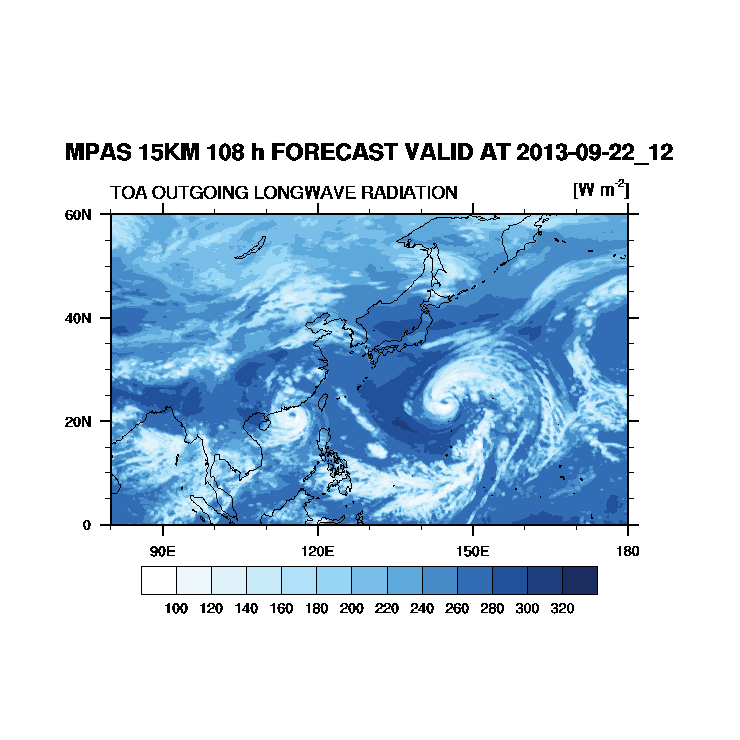 MPAS 15KM 108 h FORECAST VALID AT 2013-09-22_12
TOA OUTGOING LONGWAVE RADIATION [W m⁻²]
60N
40N
20N
0
90E 120E 150E 180
100 120 140 160 180 200 220 240 260 280 300 320